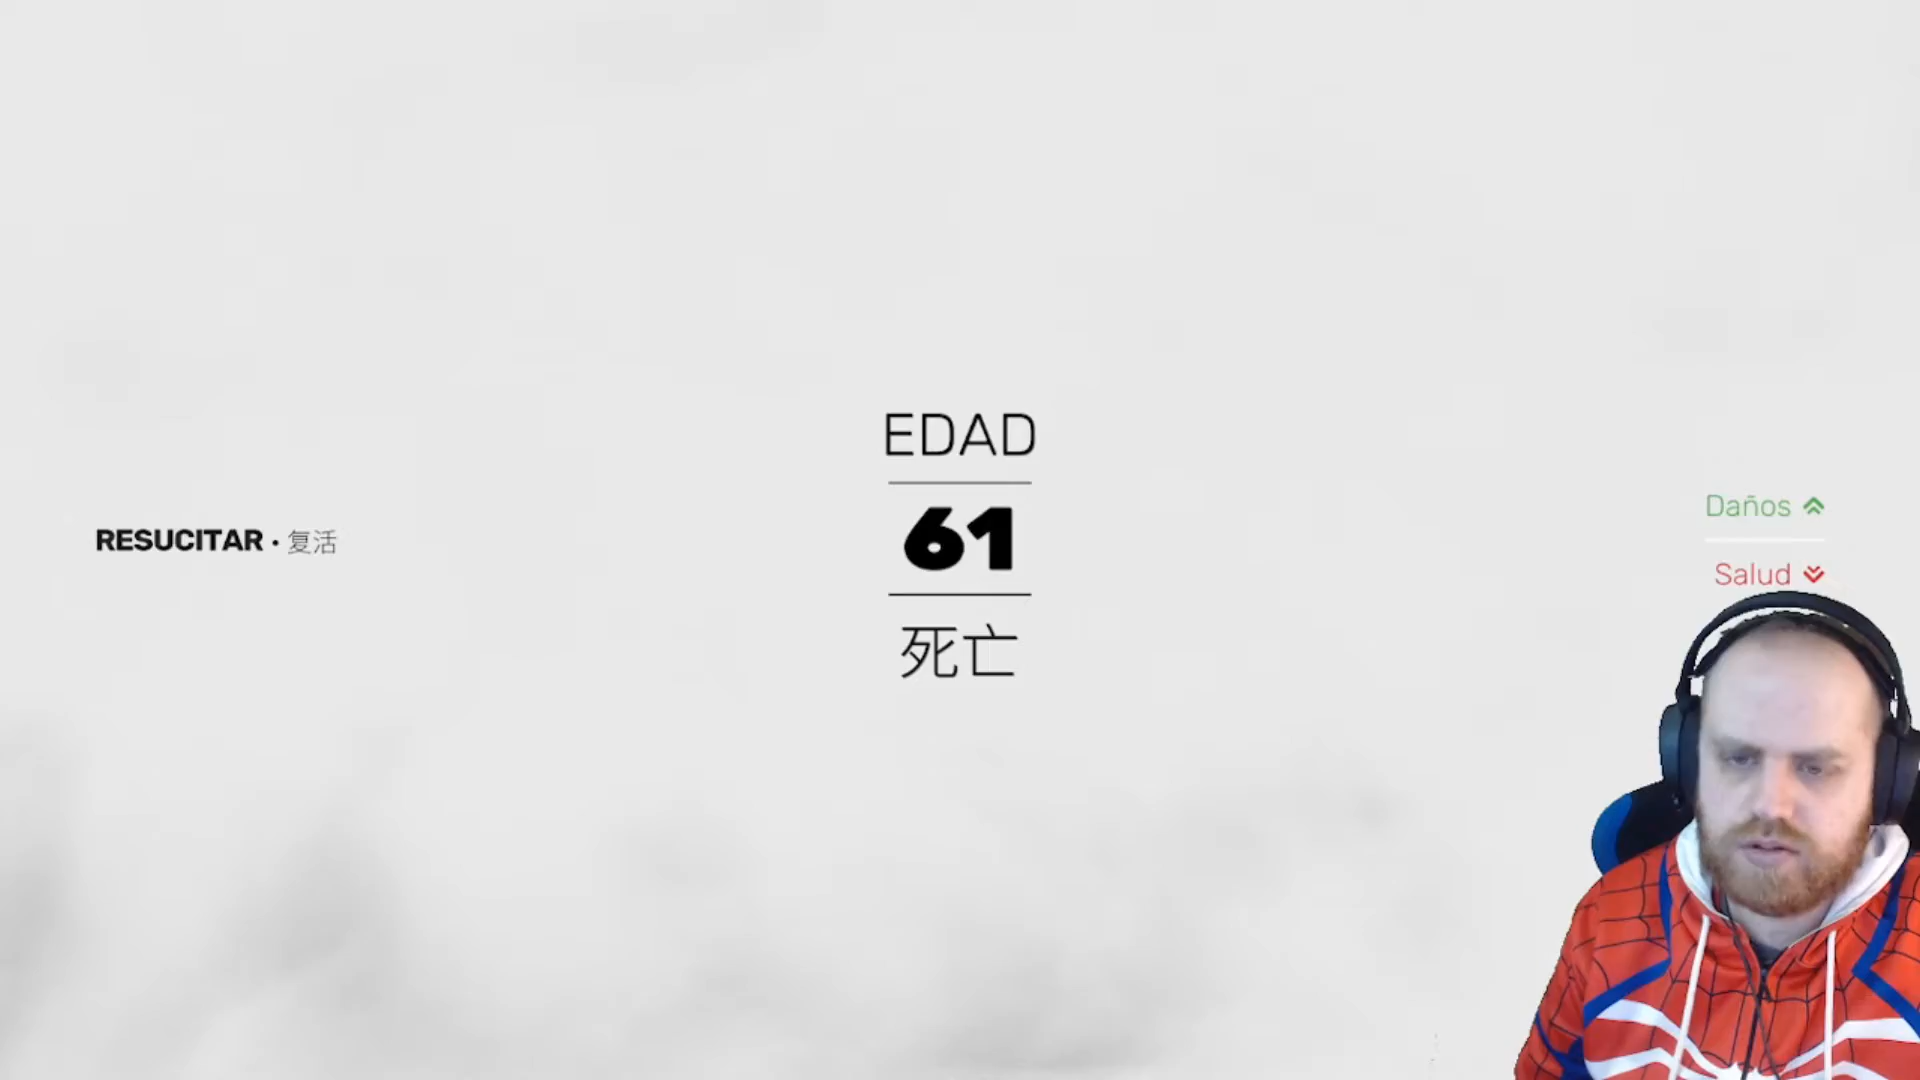 EDAD
61
死亡
RESUCITAR · 复活
Daños
Salud